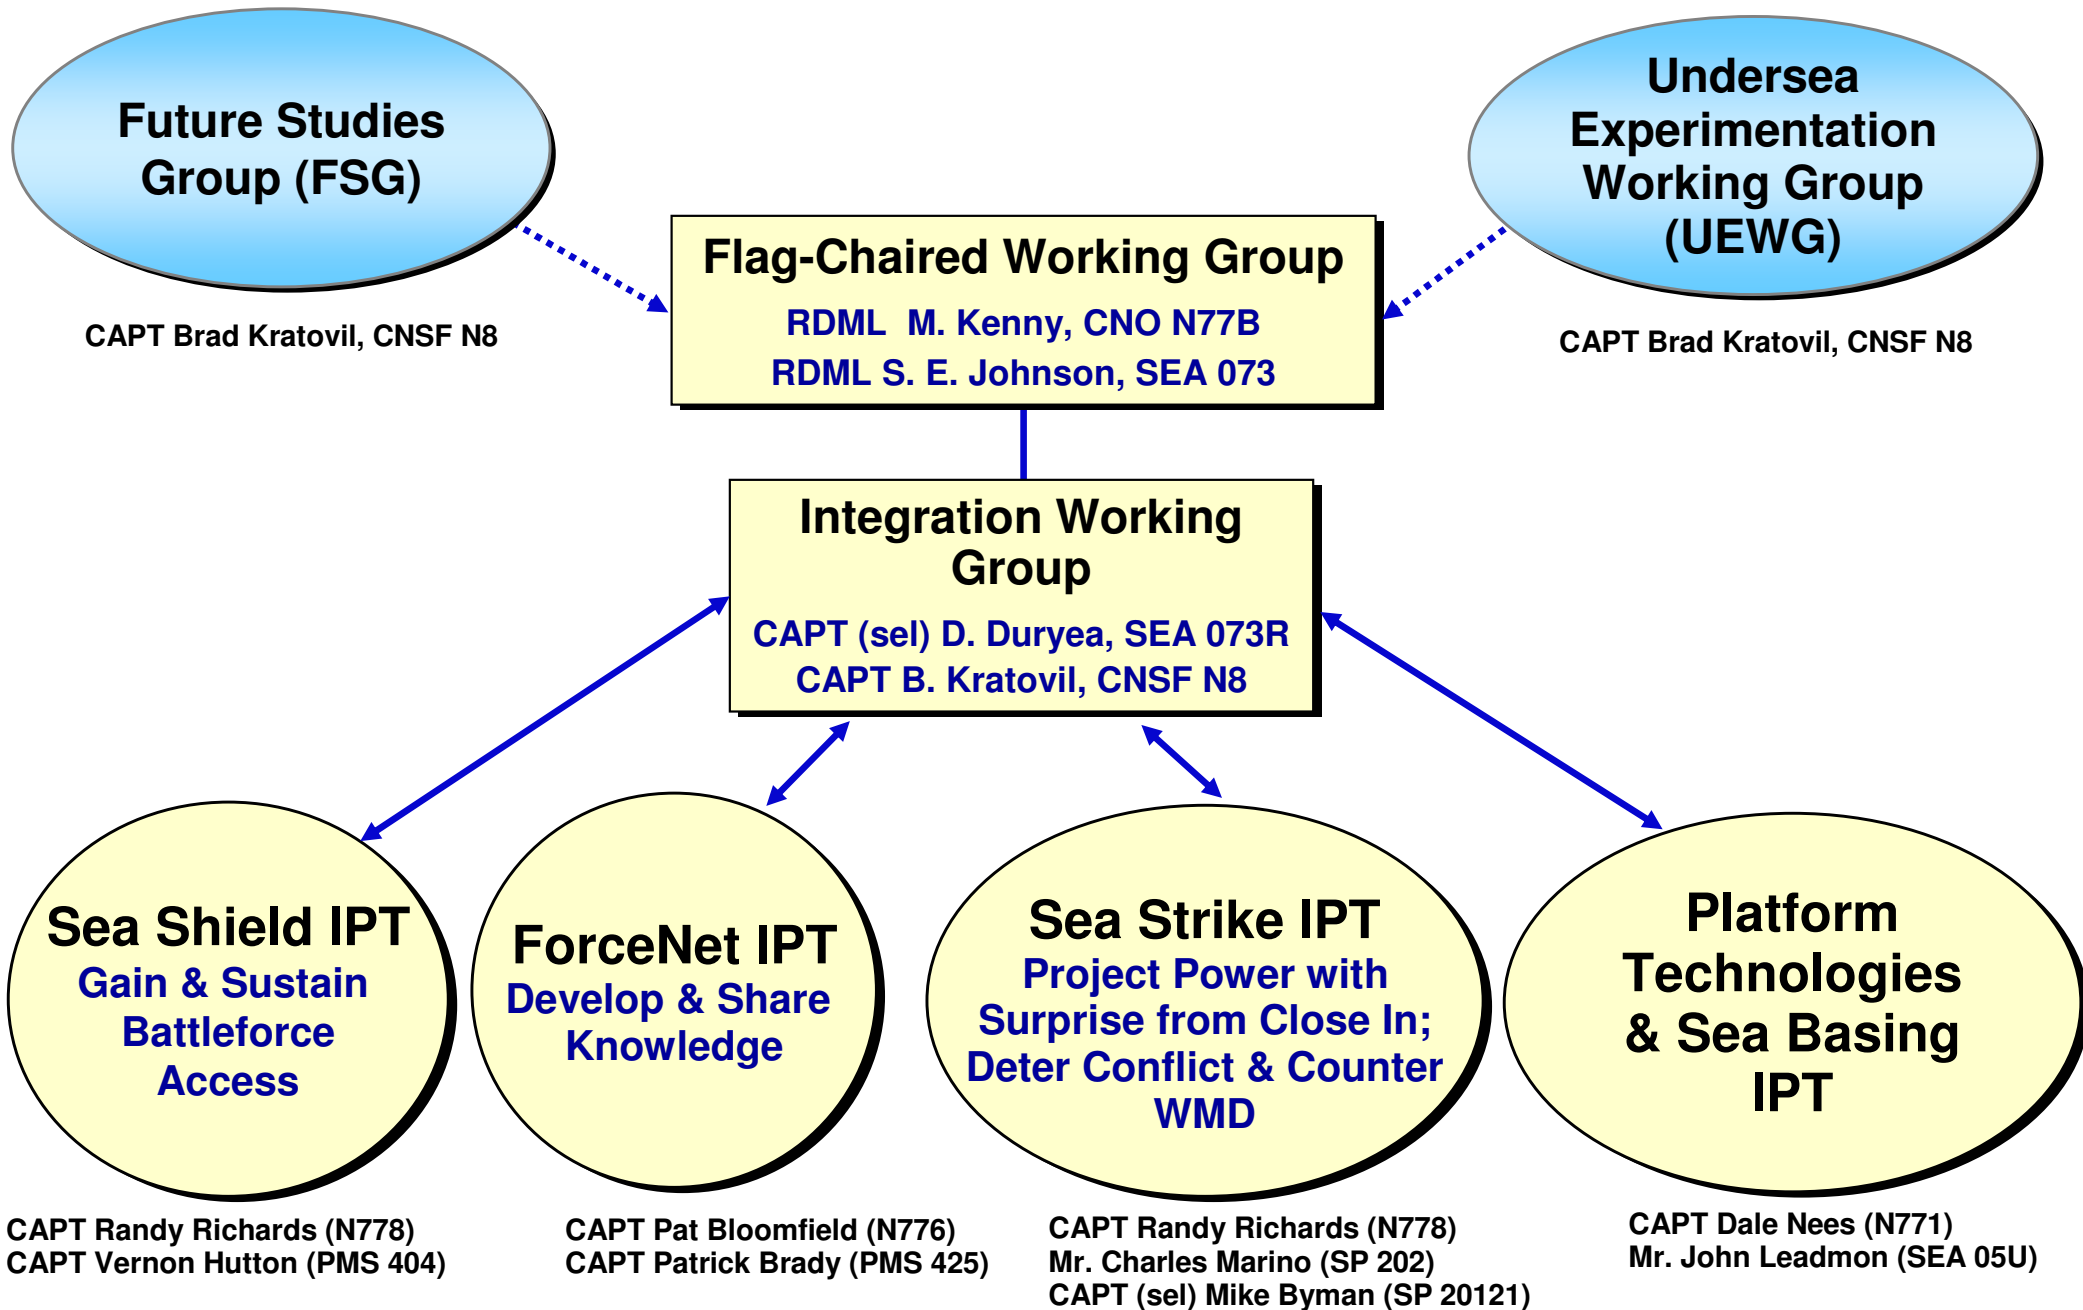 Future Studies
Group (FSG)
CAPT Brad Kratovil, CNSF N8
Undersea
Experimentation
Working Group
(UEWG)
CAPT Brad Kratovil, CNSF N8
Flag-Chaired Working Group
RDML M. Kenny, CNO N77B
RDML S. E. Johnson, SEA 073
Integration Working
Group
CAPT (sel) D. Duryea, SEA 073R
CAPT B. Kratovil, CNSF N8
Sea Shield IPT
Gain & Sustain
Battleforce
Access
CAPT Randy Richards (N778)
CAPT Vernon Hutton (PMS 404)
ForceNet IPT
Develop & Share
Knowledge
CAPT Pat Bloomfield (N776)
CAPT Patrick Brady (PMS 425)
Sea Strike IPT
Project Power with
Surprise from Close In;
Deter Conflict & Counter
WMD
CAPT Randy Richards (N778)
Mr. Charles Marino (SP 202)
CAPT (sel) Mike Byman (SP 20121)
Platform
Technologies
& Sea Basing
IPT
CAPT Dale Nees (N771)
Mr. John Leadmon (SEA 05U)